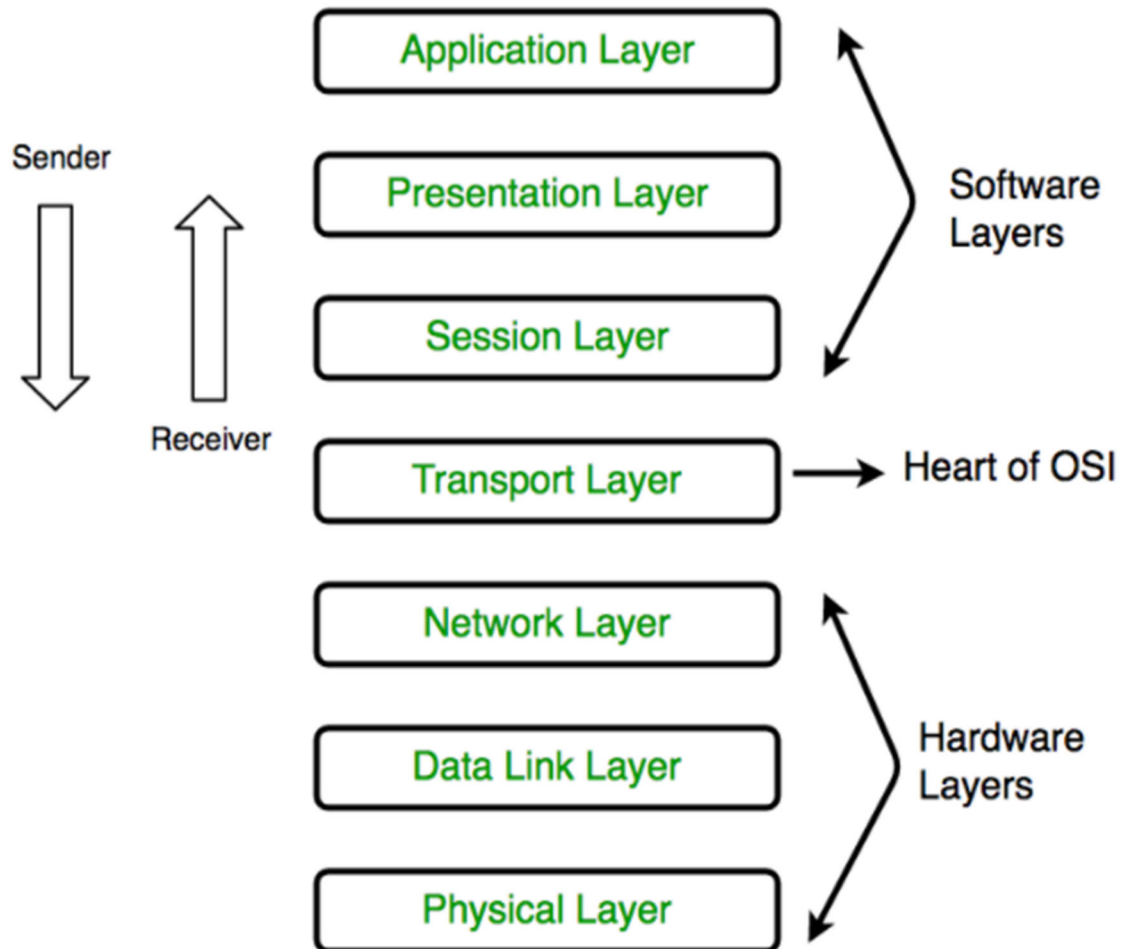 Application Layer
Sender
Presentation Layer
Software
Layers
Session Layer
Receiver
Transport Layer
Heart of OSI
Network Layer
Hardware
Layers
Data Link Layer
Physical Layer